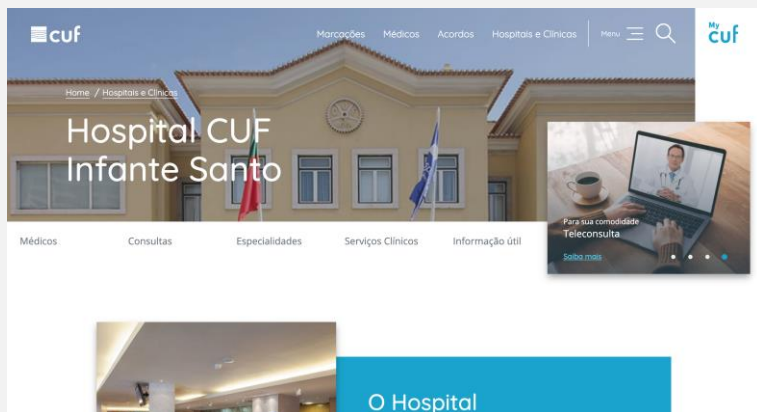 cuf
Marcações Médicos Acordos Hospitais e Clínicas Menu
My
cuf
Home / Hospitais e Clínicas
Hospital CUF
Infante Santo
Para sua comodidade
Teleconsulta
Saiba mais
Médicos Consultas Especialidades Serviços Clínicos Informação útil
O Hospital